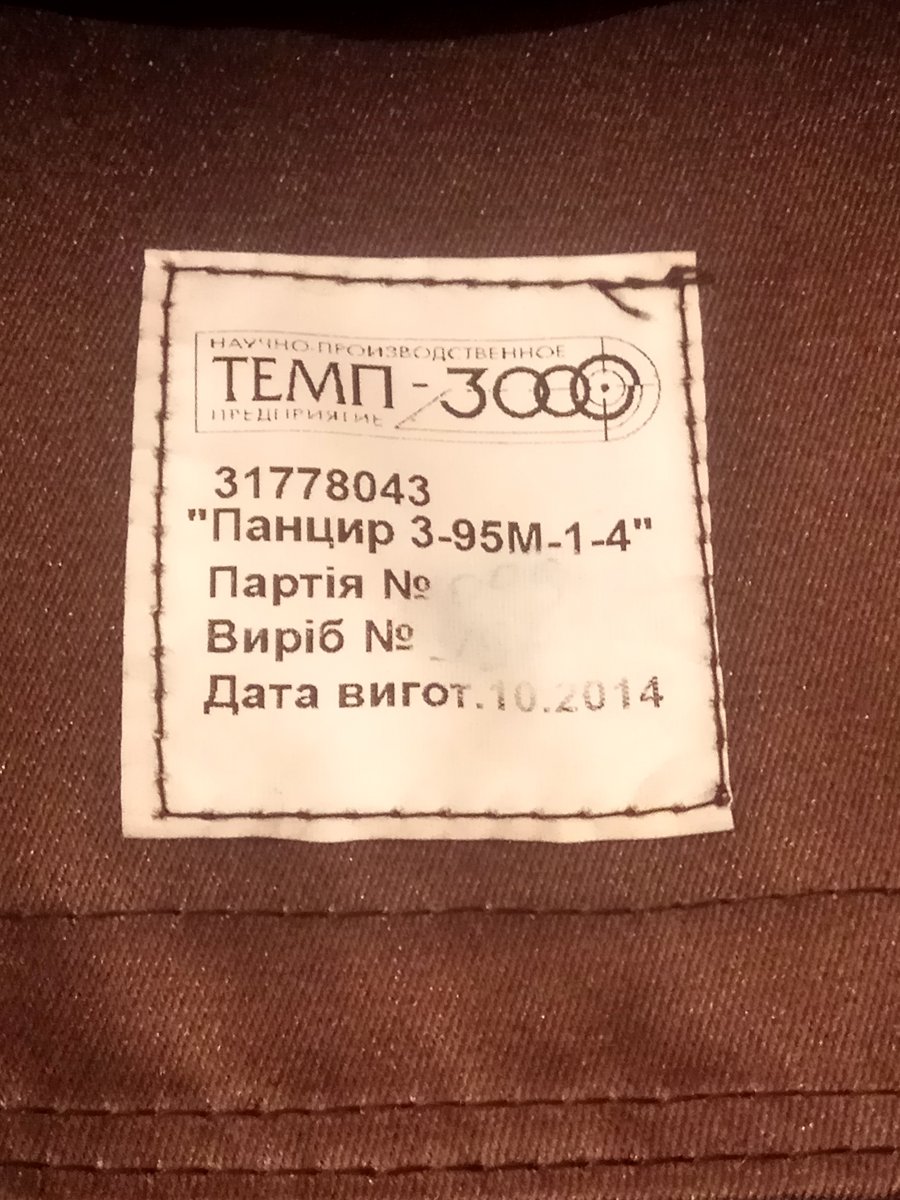 НАУЧНО-ПРОИЗВОДСТВЕННОЕ
ТЕМП-3000
ПРЕДПРИЯТИЕ
31778043
"Панцир 3-95М-1-4"
Партія №
Виріб №
Дата вигот.10.2014